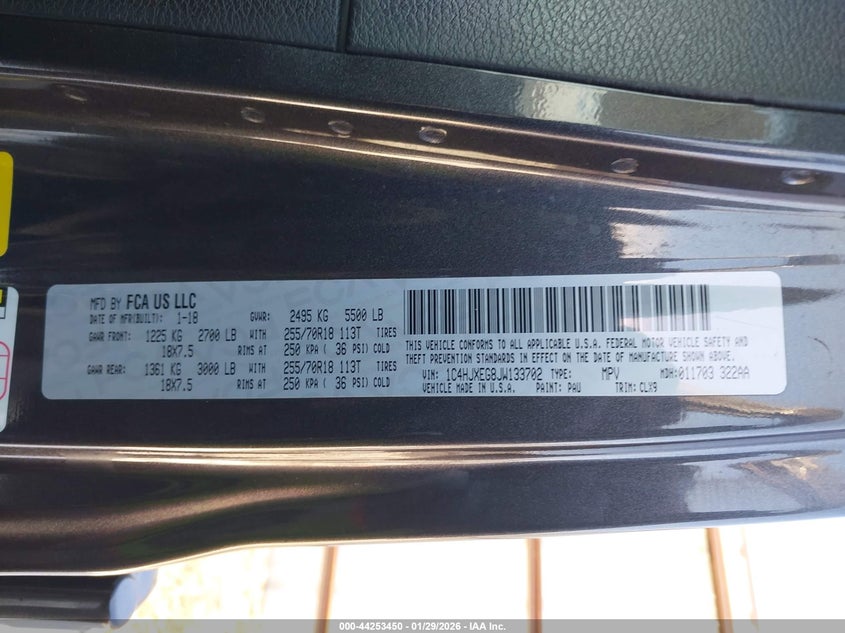 MFD BY FCA US LLC
DATE OF MFR(BUILT): 1-18 GVWR: 2495 KG 5500 LB
GAWR FRONT: 1225 KG 2700 LB WITH 255/70R18 113T TIRES
18X7.5 RIMS AT 250 KPA ( 36 PSI) COLD
GAWR REAR: 1361 KG 3000 LB WITH 255/70R18 113T TIRES
18X7.5 RIMS AT 250 KPA ( 36 PSI) COLD
THIS VEHICLE CONFORMS TO ALL APPLICABLE U.S.A. FEDERAL MOTOR VEHICLE SAFETY AND
THEFT PREVENTION STANDARDS IN EFFECT ON THE DATE OF MANUFACTURE SHOWN ABOVE.
VIN: 1C4HJXEG8JW133702 TYPE: MPV MDH:011703 322AA
VEHICLE MADE IN U.S.A. PAINT: PAU TRIM: CLX9
000-44253450 - 01/29/2026 - IAA Inc.